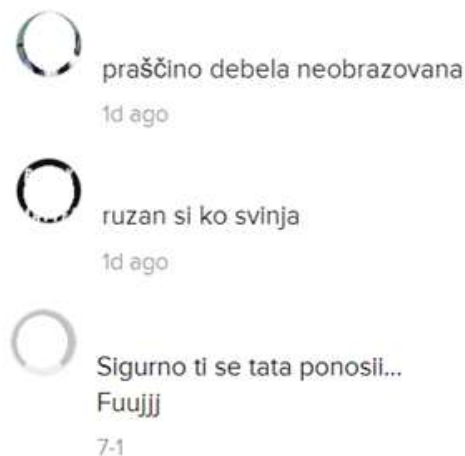 praščino debela neobrazovana
1d ago
ruzan si ko svinja
1d ago
Sigurno ti se tata ponosii...
Fuujjj
7-1